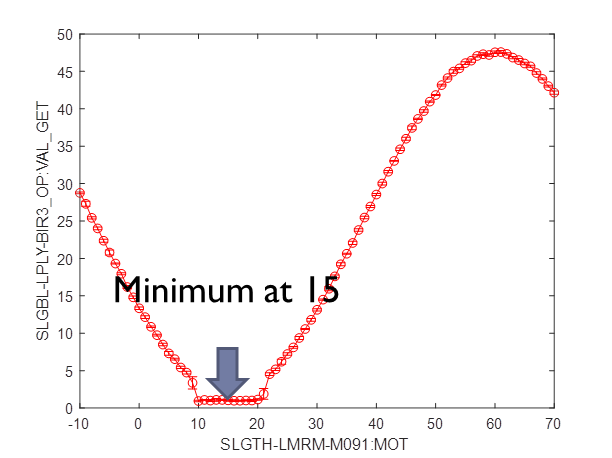 50
45
40
35
30
25
20
15
10
5
0
SLGBL-LPLY-BIR3_OP:VAL_GET
Minimum at 15
-10 0 10 20 30 40 50 60 70
SLGTH-LMRM-M091:MOT